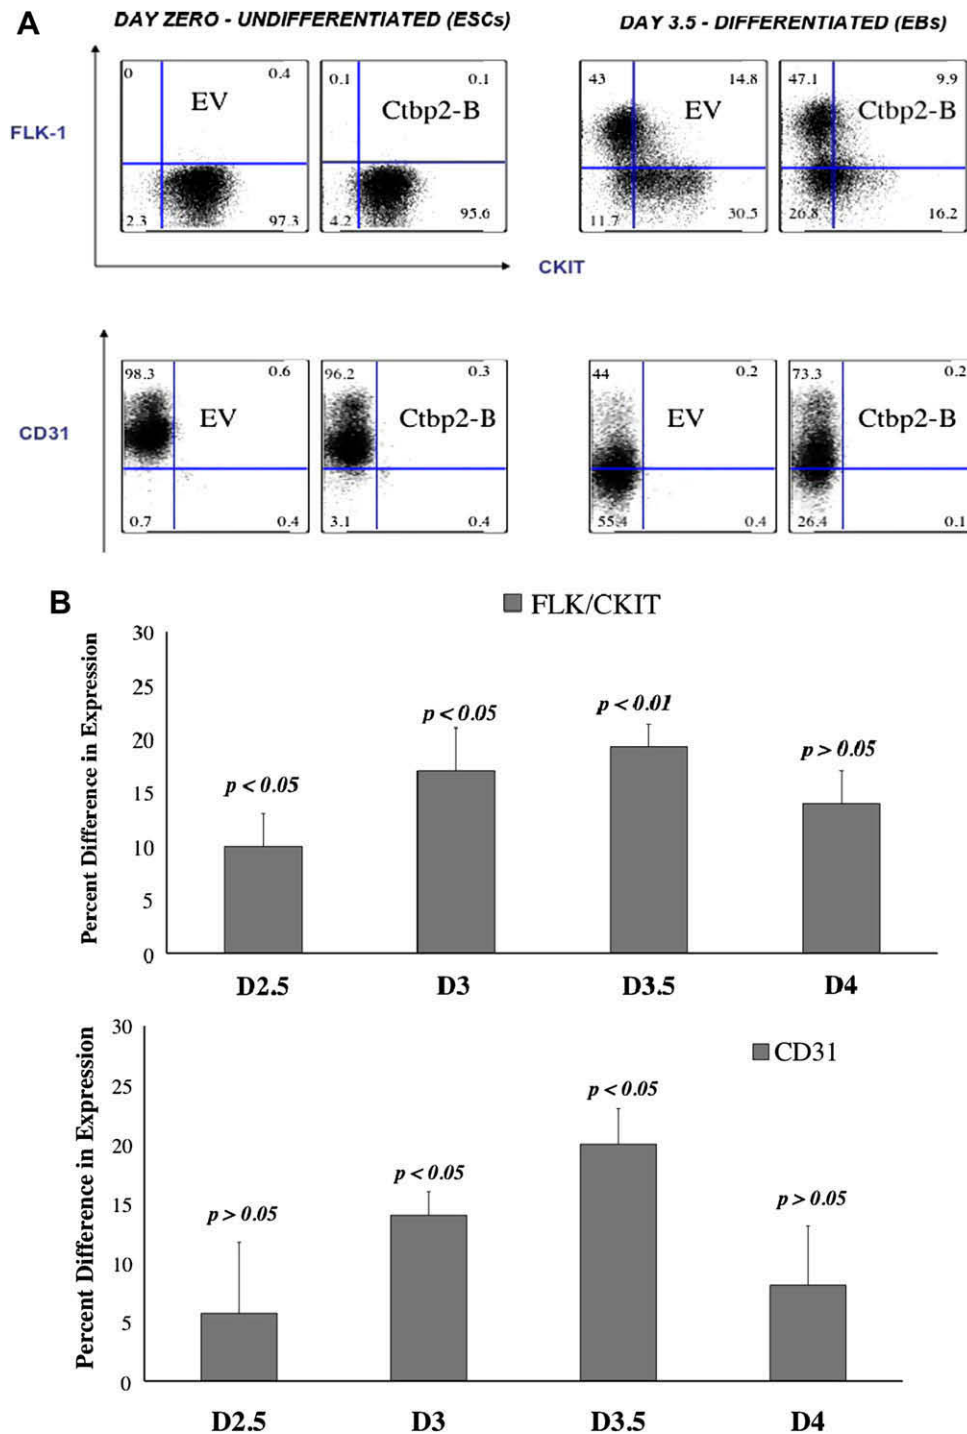 A
DAY ZERO - UNDIFFERENTIATED (ESCs)
DAY 3.5 - DIFFERENTIATED (EBs)
FLK-1
0 0.4
EV
2.3 97.3
0.1 0.1
Ctbp2-B
4.2 95.6
43 14.8
EV
11.7 30.5
47.1 9.9
Ctbp2-B
26.8 16.2
CKIT
CD31
98.3 0.6
EV
0.7 0.4
96.2 0.3
Ctbp2-B
3.1 0.4
44 0.2
EV
55.4 0.4
73.3 0.2
Ctbp2-B
26.4 0.1
B
FLK/CKIT
Percent Difference in Expression
30
25
20
15
10
5
0
p < 0.05
p < 0.05
p < 0.01
p > 0.05
D2.5 D3 D3.5 D4
CD31
Percent Difference in Expression
30
25
20
15
10
5
0
p > 0.05
p < 0.05
p < 0.05
p > 0.05
D2.5 D3 D3.5 D4